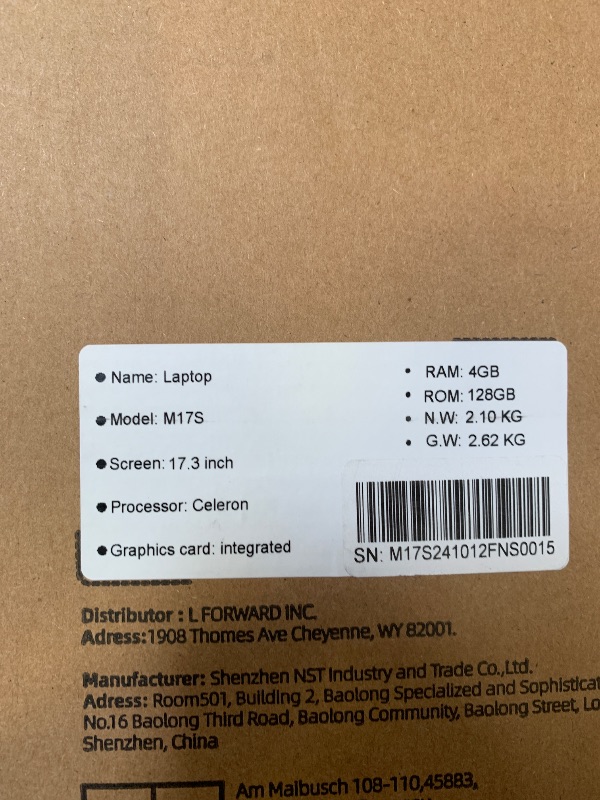 ● Name: Laptop
● Model: M17S
● Screen: 17.3 inch
● Processor: Celeron
● Graphics card: integrated
• RAM: 4GB
• ROM: 128GB
• N.W: 2.10 KG
• G.W: 2.62 KG
SN: M17S241012FNS0015
Distributor : L FORWARD INC.
Adress:1908 Thomes Ave Cheyenne, WY 82001.
Manufacturer: Shenzhen NST Industry and Trade Co.,Ltd.
Adress: Room501, Building 2, Baolong Specialized and Sophisticat
No.16 Baolong Third Road, Baolong Community, Baolong Street, Lo
Shenzhen, China
Am Malbusch 108-110,45883,